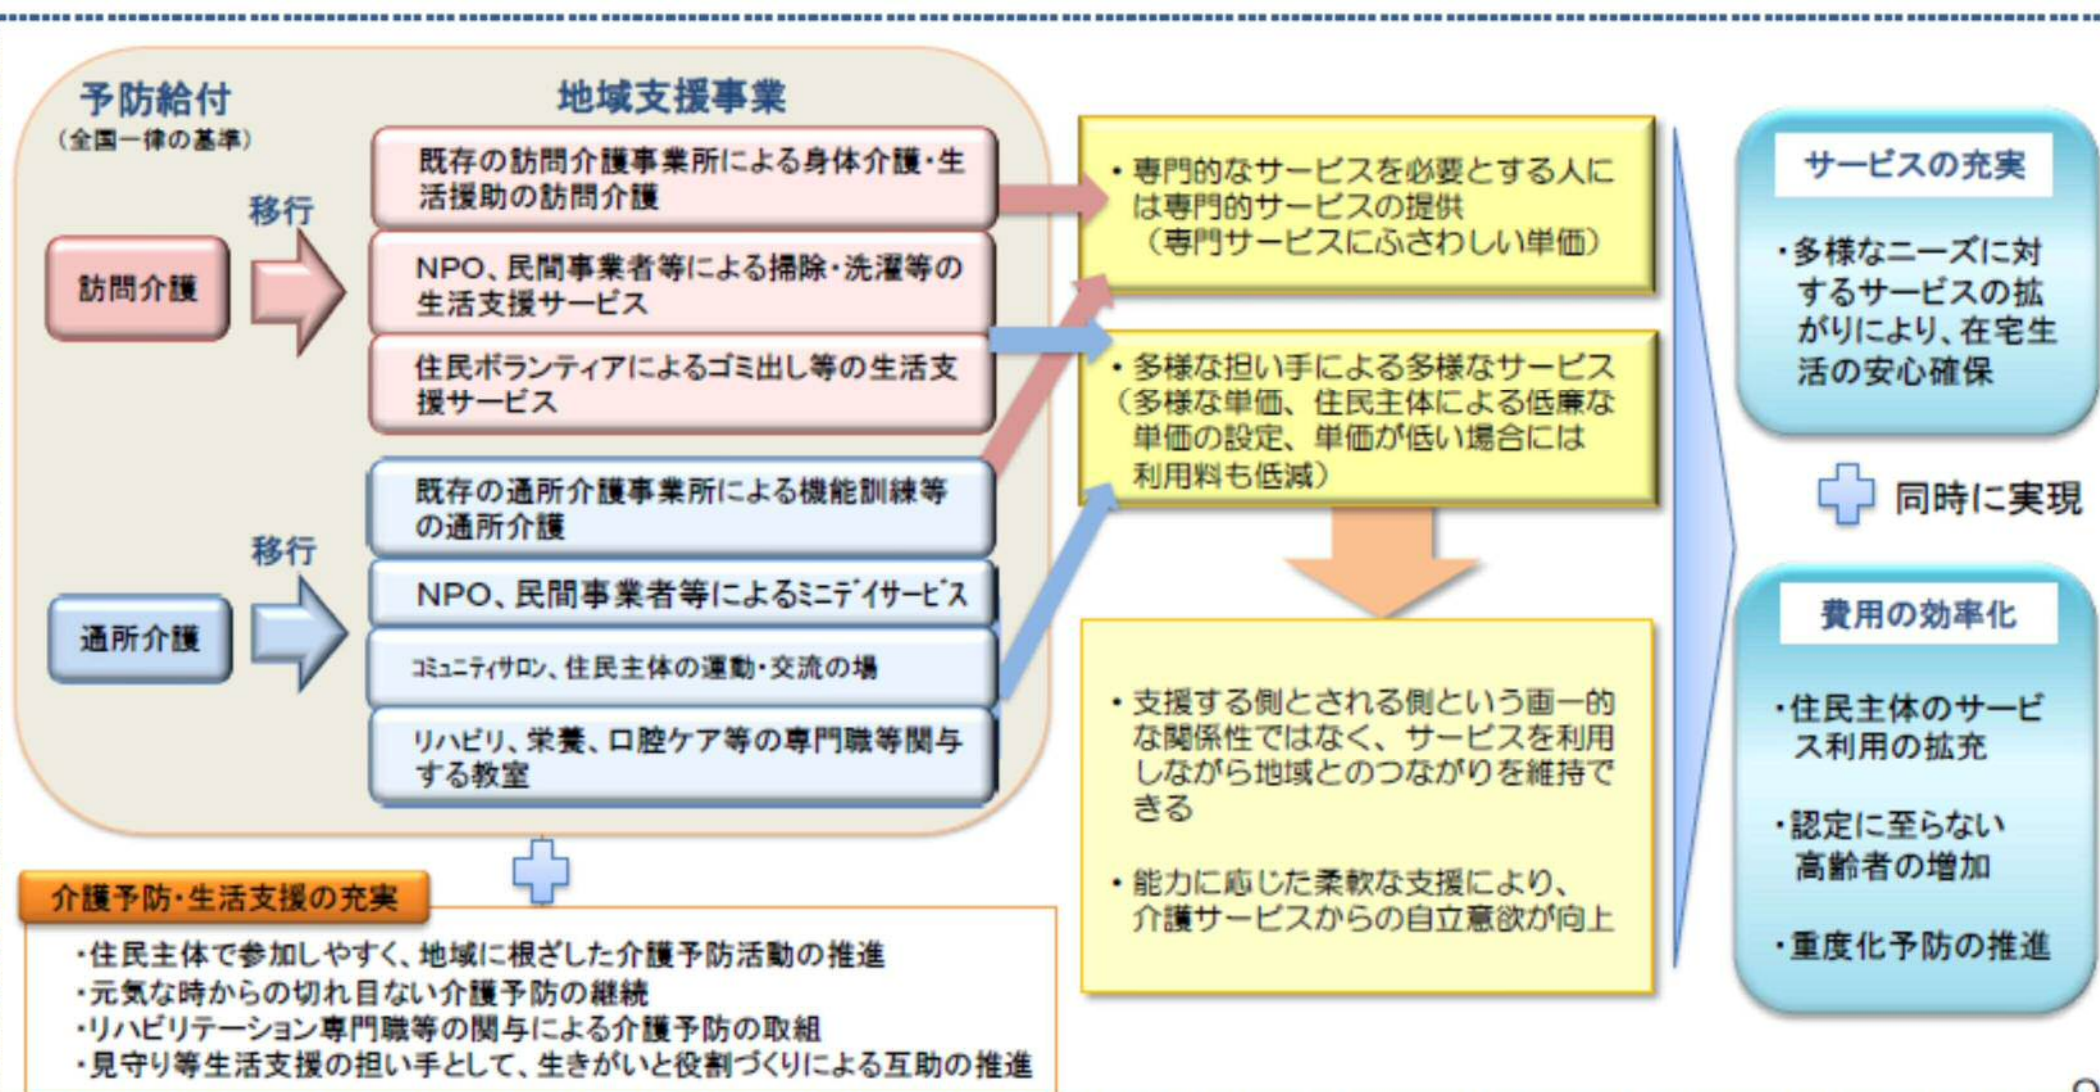 予防給付
（全国一律の基準）
地域支援事業
移行
訪問介護
既存の訪問介護事業所による身体介護・生
活援助の訪問介護
NPO、民間事業者等による掃除・洗濯等の
生活支援サービス
住民ボランティアによるゴミ出し等の生活支
援サービス
移行
通所介護
既存の通所介護事業所による機能訓練等
の通所介護
NPO、民間事業者等によるﾐﾆﾃﾞｲサｰﾋﾞｽ
ｺﾐｭﾆﾃｨｻﾛﾝ、住民主体の運動・交流の場
リハビリ、栄養、口腔ケア等の専門職等関与
する教室
介護予防・生活支援の充実
・住民主体で参加しやすく、地域に根ざした介護予防活動の推進
・元気な時からの切れ目ない介護予防の継続
・リハビリテーション専門職等の関与による介護予防の取組
・見守り等生活支援の担い手として、生きがいと役割づくりによる互助の推進
・専門的なサービスを必要とする人に
は専門的サービスの提供
（専門サービスにふさわしい単価）
・多様な担い手による多様なサービス
（多様な単価、住民主体による低廉な
単価の設定、単価が低い場合には
利用料も低減）
・支援する側とされる側という画一的
な関係性ではなく、サービスを利用
しながら地域とのつながりを維持で
きる
・能力に応じた柔軟な支援により、
介護サービスからの自立意欲が向上
サービスの充実
・多様なニーズに対
するサービスの拡
がりにより、在宅生
活の安心確保
同時に実現
費用の効率化
・住民主体のサービ
ス利用の拡充
・認定に至らない
高齢者の増加
・重度化予防の推進